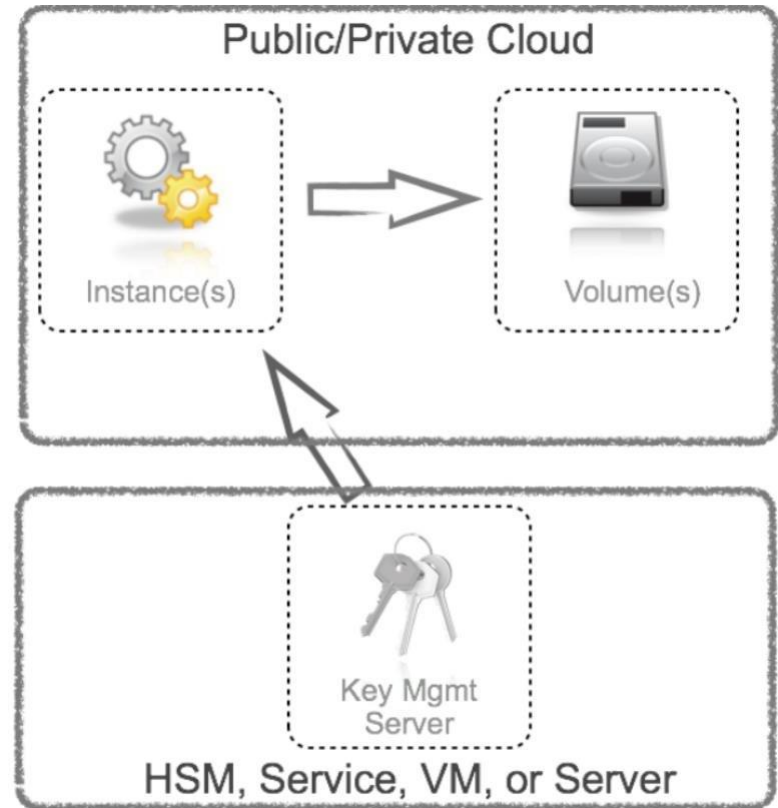 Public/Private Cloud
Instance(s)
Volume(s)
Key Mgmt
Server
HSM, Service, VM, or Server